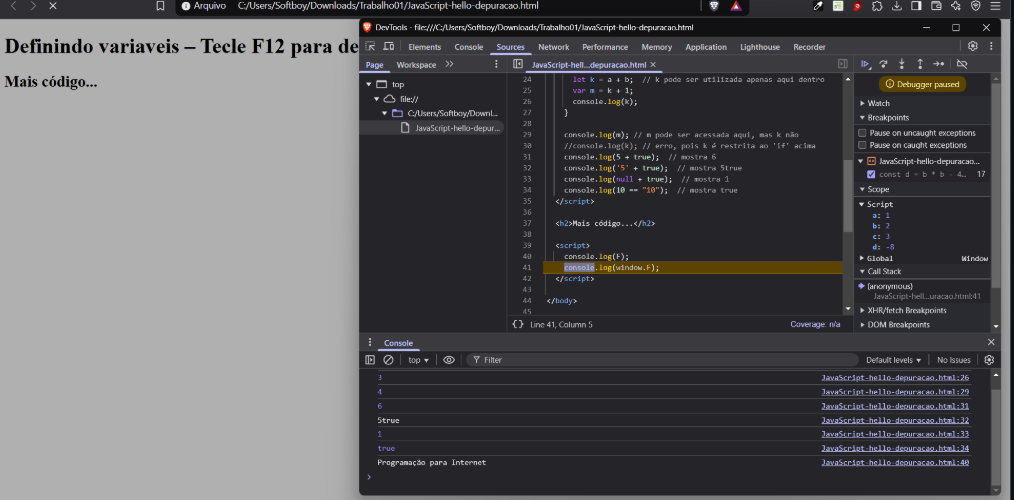 Arquivo C:/Users/Softboy/Downloads/Trabalho01/JavaScript-hello-depuracao.html
Definindo variaveis – Tecle F12 para de
Mais código...
DevTools - file:///C:/Users/Softboy/Downloads/Trabalho01/JavaScript-hello-depuracao.html
Elements Console Sources Network Performance Memory Application Lighthouse Recorder
Page Workspace
top
file://
C:/Users/Softboy/Downl...
JavaScript-hello-depur...
JavaScript-hell...depuracao.html
24 let k = a + b; // k pode ser utilizada apenas aqui dentro
25 var m = k + 1;
26 console.log(k);
27 }
28
29 console.log(m); // m pode ser acessada aqui, mas k não
30 //console.log(k); // erro, pois k é restrita ao 'if' acima
31 console.log(5 + true); // mostra 6
32 console.log('5' + true); // mostra 5true
33 console.log(null + true); // mostra 1
34 console.log(10 == "10"); // mostra true
35 </script>
36
37 <h2>Mais código...</h2>
38
39 <script>
40 console.log(F);
41 console.log(window.F);
42 </script>
43
44 </body>
45
{} Line 41, Column 5 Coverage: n/a
Debugger paused
Watch
Breakpoints
Pause on uncaught exceptions
Pause on caught exceptions
JavaScript-hello-depuracao...
const d = b * b - 4... 17
Scope
Script
a: 1
b: 2
c: 3
d: -8
Global Window
Call Stack
(anonymous)
JavaScript-hell...uracao.html:41
XHR/fetch Breakpoints
DOM Breakpoints
Console
top Filter Default levels No Issues
3 JavaScript-hello-depuracao.html:26
4 JavaScript-hello-depuracao.html:29
6 JavaScript-hello-depuracao.html:31
5true JavaScript-hello-depuracao.html:32
1 JavaScript-hello-depuracao.html:33
true JavaScript-hello-depuracao.html:34
Programação para Internet JavaScript-hello-depuracao.html:40